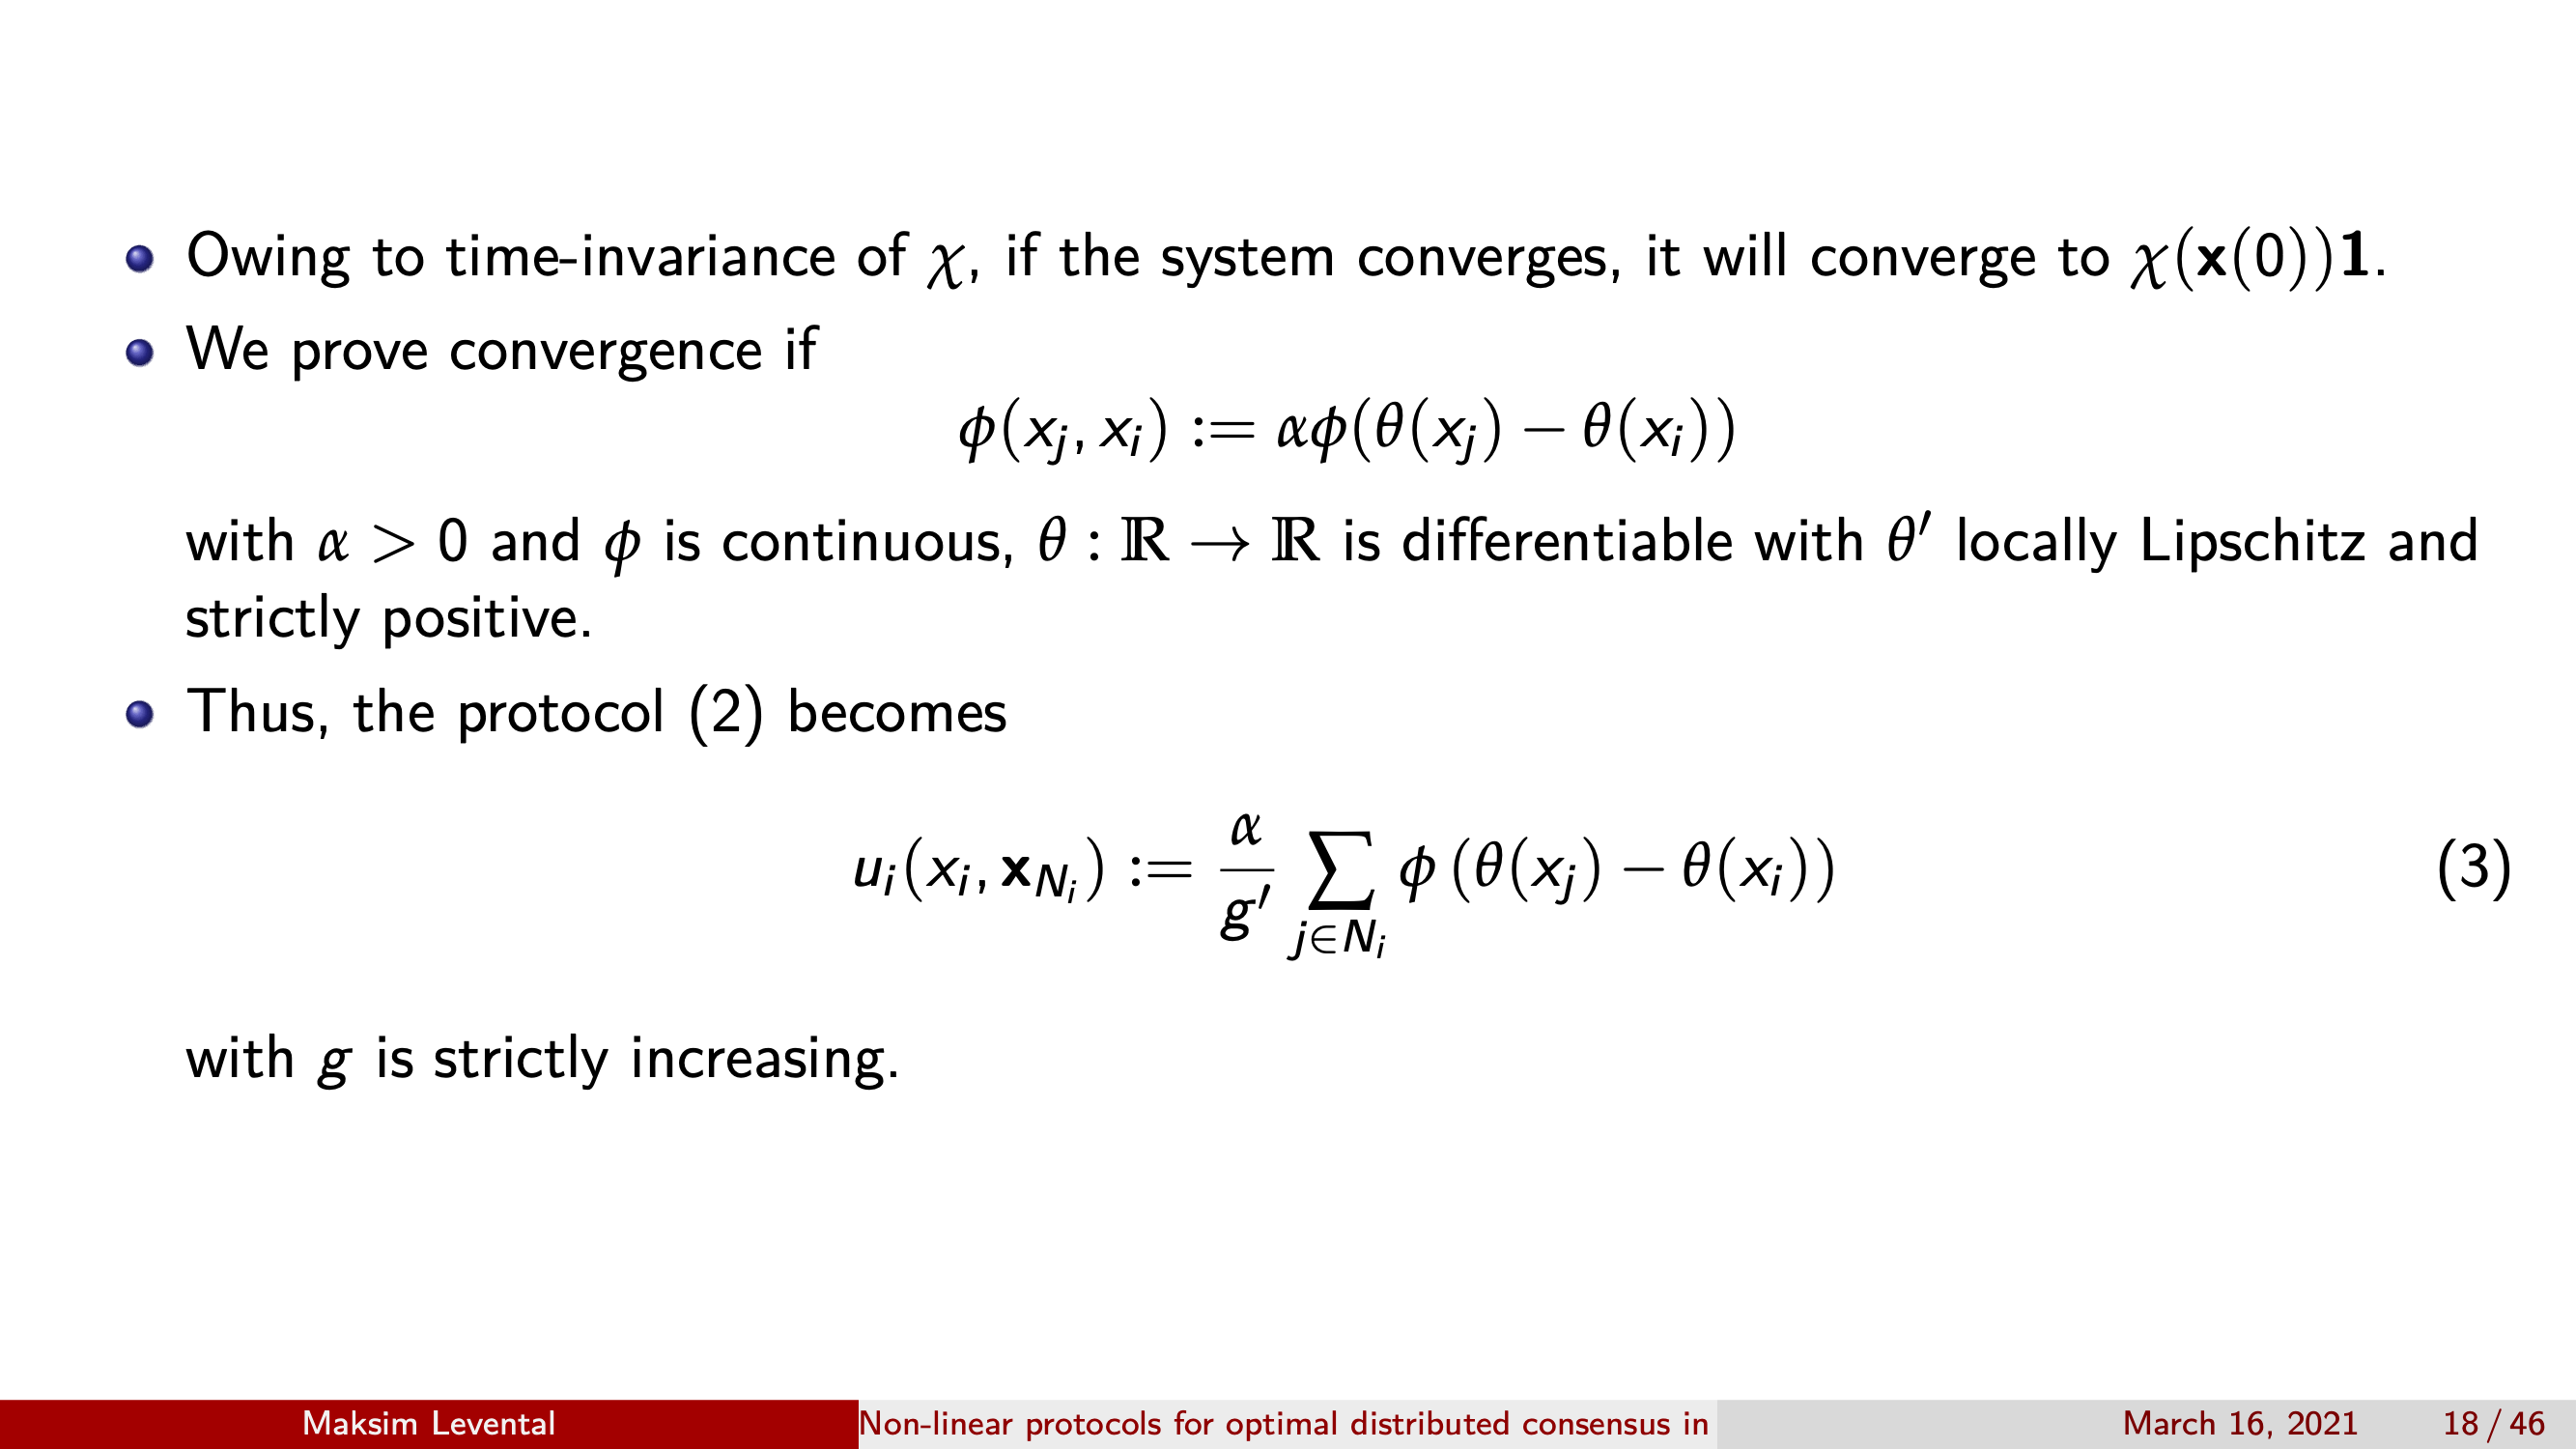 Owing to time-invariance of χ, if the system converges, it will converge to χ(𝐱(0))𝟏.
We prove convergence if
ϕ(x_j, x_i) := αϕ(θ(x_j) − θ(x_i))
with α > 0 and ϕ is continuous, θ : ℝ → ℝ is differentiable with θ′ locally Lipschitz and
strictly positive.
Thus, the protocol (2) becomes
u_i(x_i, 𝐱_{N_i}) := \frac{α}{g′} \sum_{j∈N_i} ϕ (θ(x_j) − θ(x_i)) (3)
with g is strictly increasing.
Maksim Levental Non-linear protocols for optimal distributed consensus in March 16, 2021 18 / 46